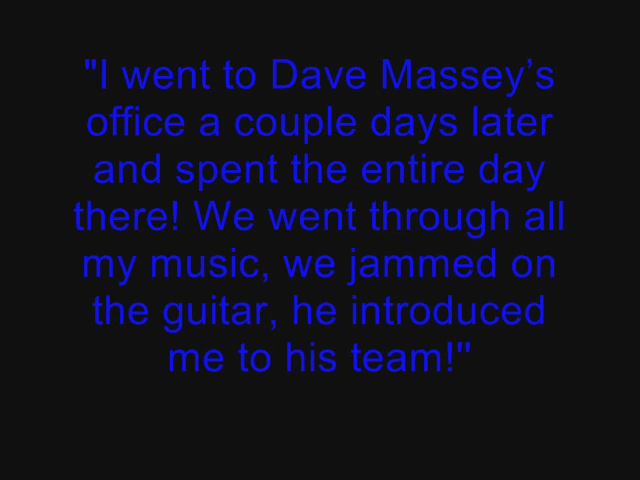 "I went to Dave Massey’s
office a couple days later
and spent the entire day
there! We went through all
my music, we jammed on
the guitar, he introduced
me to his team!"